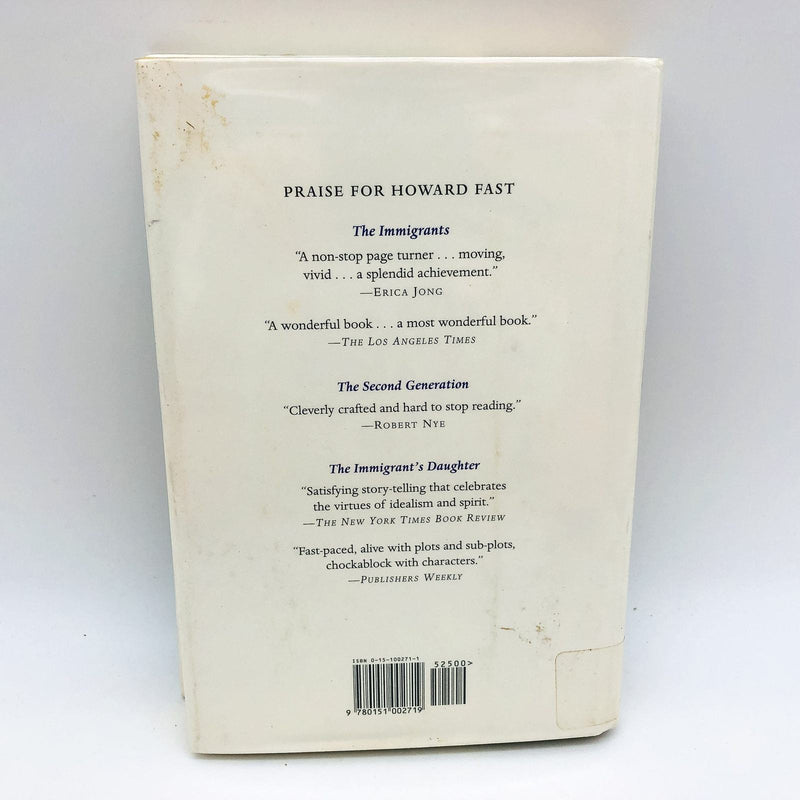 PRAISE FOR HOWARD FAST
The Immigrants
“A non-stop page turner . . . moving,
vivid . . . a splendid achievement.”
—Erica Jong
“A wonderful book . . . a most wonderful book.”
—The Los Angeles Times
The Second Generation
“Cleverly crafted and hard to stop reading.”
—Robert Nye
The Immigrant’s Daughter
“Satisfying story-telling that celebrates
the virtues of idealism and spirit.”
—The New York Times Book Review
“Fast-paced, alive with plots and sub-plots,
chockablock with characters.”
—Publishers Weekly
ISBN 0-15-100271-1
52500>
9 780151 002719